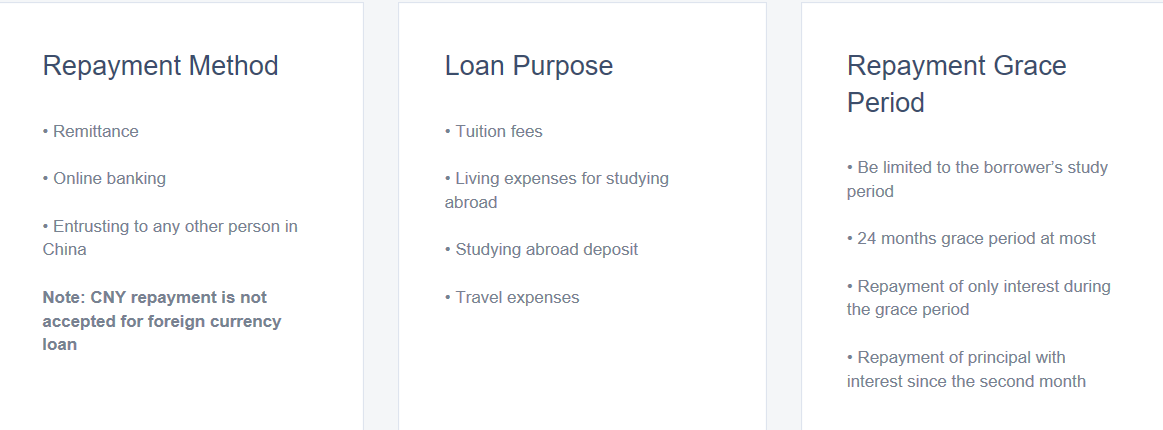 Repayment Method
• Remittance
• Online banking
• Entrusting to any other person in
China
Note: CNY repayment is not
accepted for foreign currency
loan
Loan Purpose
• Tuition fees
• Living expenses for studying
abroad
• Studying abroad deposit
• Travel expenses
Repayment Grace
Period
• Be limited to the borrower's study
period
• 24 months grace period at most
• Repayment of only interest during
the grace period
• Repayment of principal with
interest since the second month